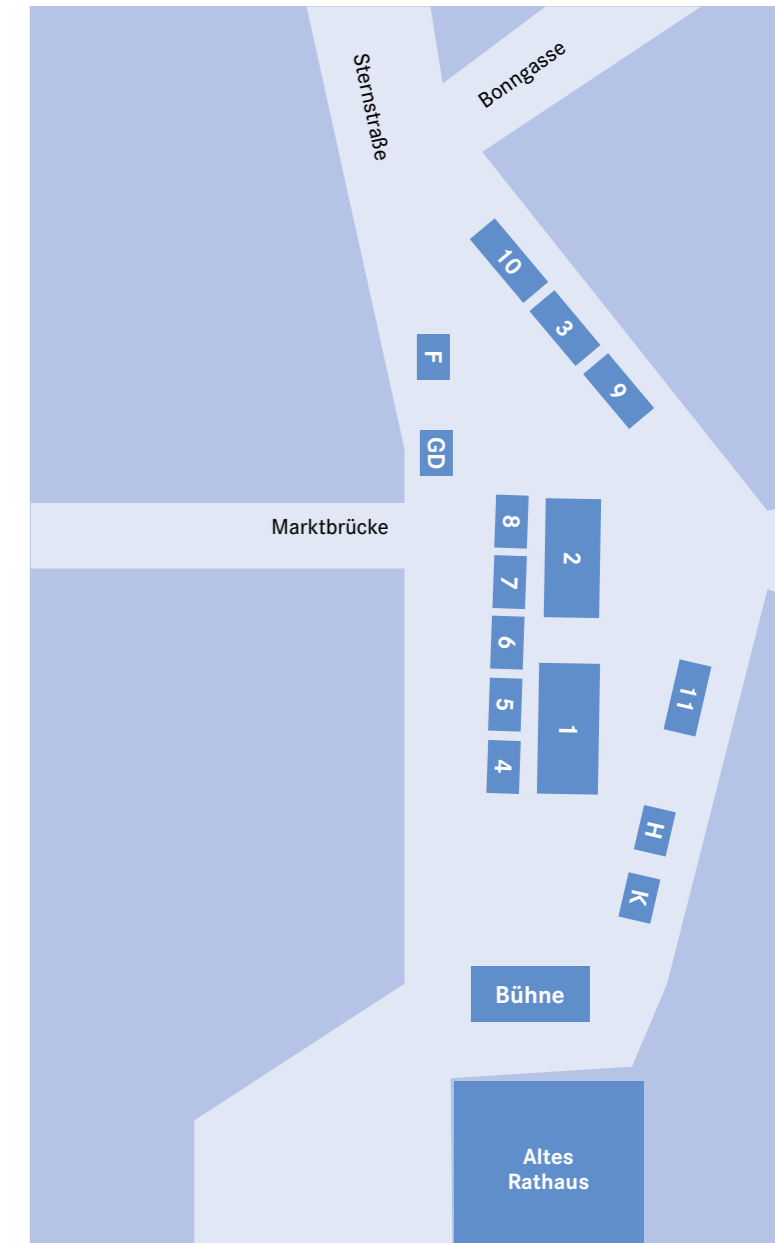 Sternstraße
Bonngasse
10
3
9
F
GD
Marktbrücke
8
2
7
6
11
5
1
4
H
K
Bühne
Altes
Rathaus